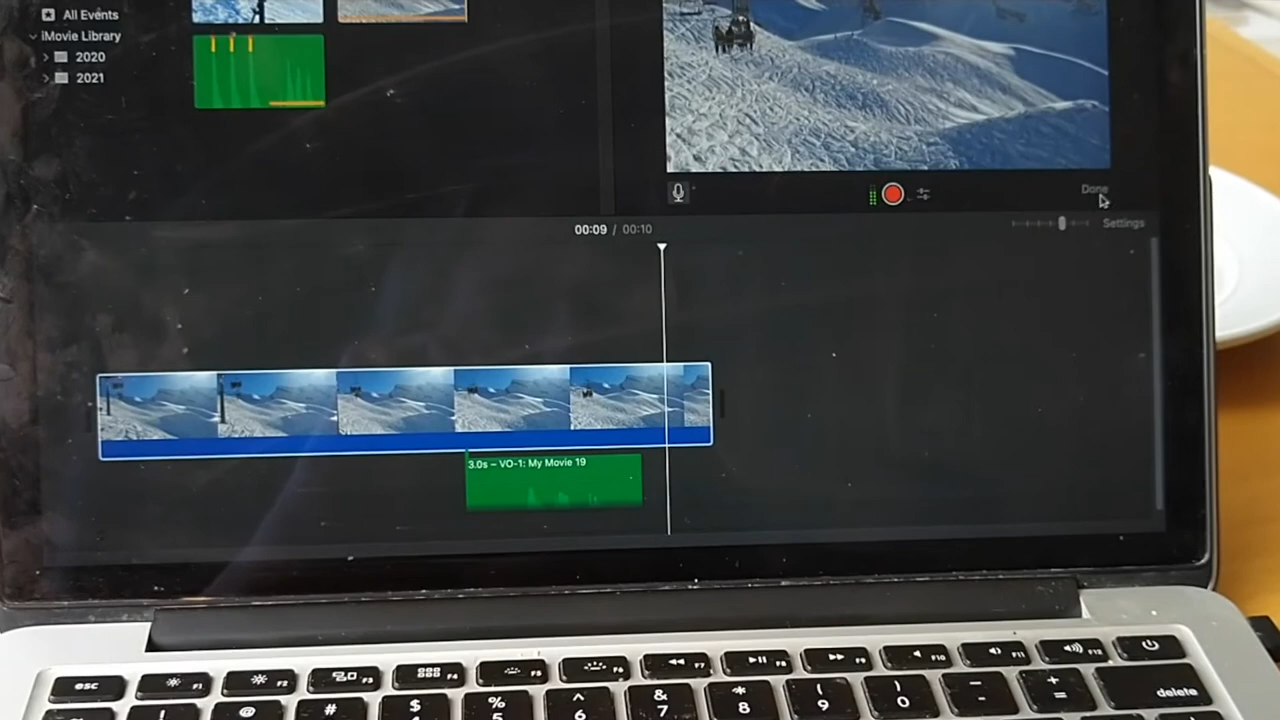 All Events
iMovie Library
2020
2021
Done
00:09 / 00:10
Settings
3.0s – VO-1: My Movie 19
esc
F1
F2
F3
F4
F5
F6
F7
F8
F9
F10
F11
F12
! @ # $ % ^ & * ( ) - + delete
4 5 6 7 8 9 0 - =